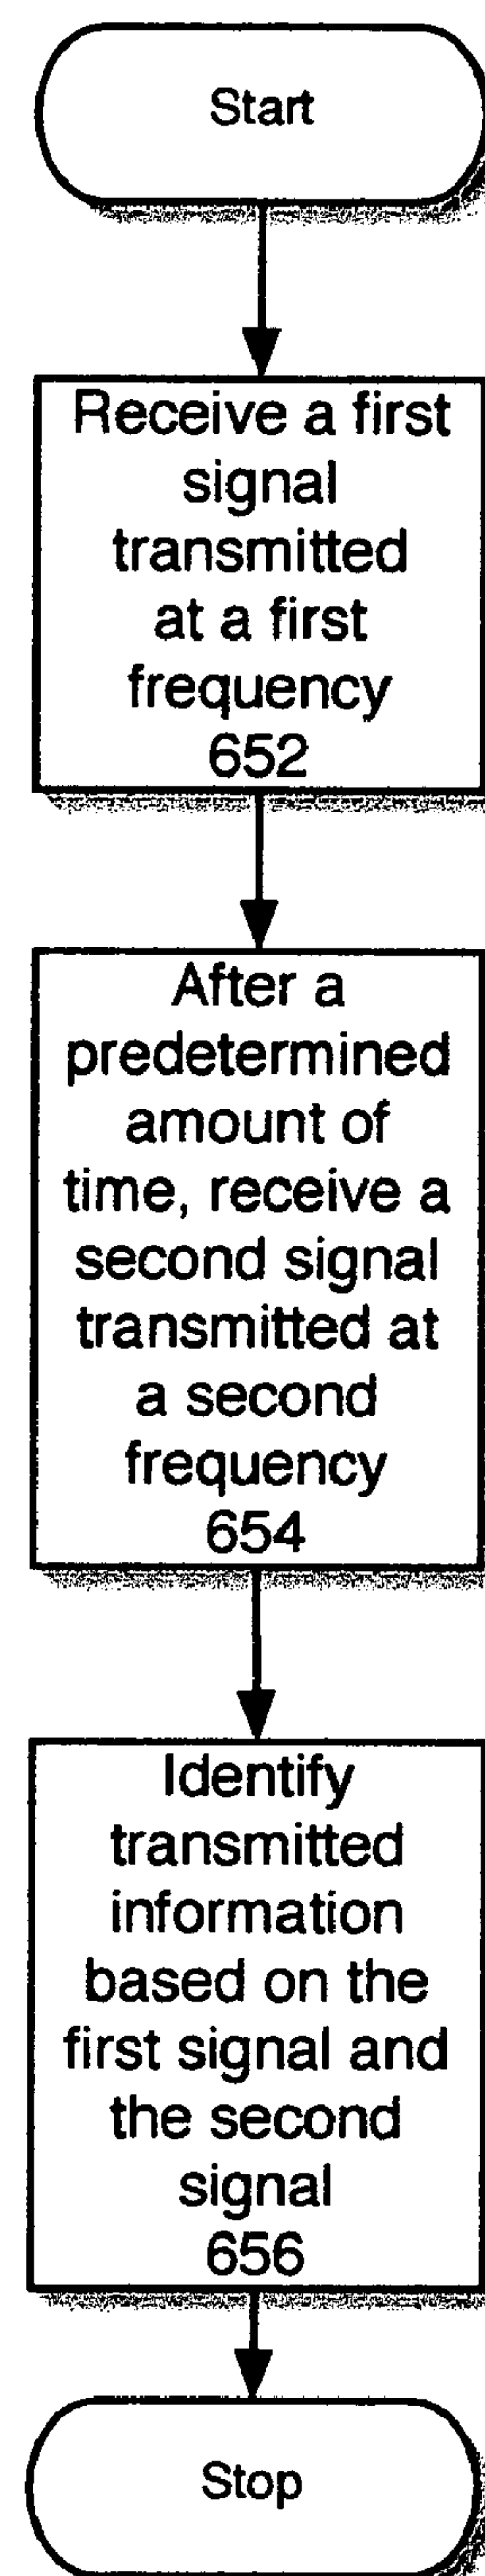 Start
Receive a first
signal
transmitted
at a first
frequency
652
After a
predetermined
amount of
time, receive a
second signal
transmitted at
a second
frequency
654
Identify
transmitted
information
based on the
first signal and
the second
signal
656
Stop